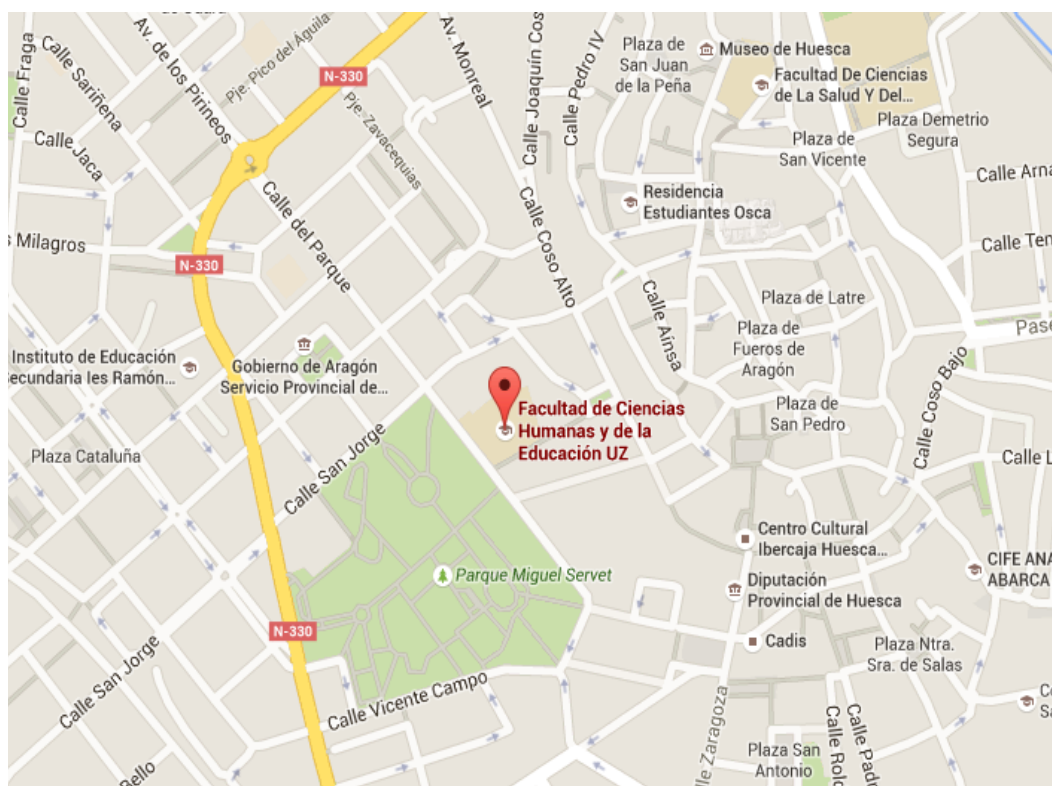 Calle Fraga
Calle Sariñena
Av. de los Pirineos
Pje. Pico del Águila
N-330
Pje. Zavacequias
Av. Monreal
Calle Joaquín Cos
Calle Pedro IV
Plaza de
San Juan
de la Peña
Museo de Huesca
Facultad De Ciencias
de La Salud Y Del...
Plaza Demetrio
Segura
Plaza de
San Vicente
Calle Jaca
Calle del Parque
Calle Coso Alto
Residencia
Estudiantes Osca
Calle Arna
Milagros
N-330
Calle Aínsa
Plaza de Latre
Calle Tem
Plaza de
Fueros de
Aragón
Instituto de Educación
Secundaria Ies Ramón...
Gobierno de Aragón
Servicio Provincial de...
Facultad de Ciencias
Humanas y de la
Educación UZ
Plaza de
San Pedro
Calle Coso Bajo
Plaza Cataluña
Calle San Jorge
Calle L
Centro Cultural
Ibercaja Huesca...
Parque Miguel Servet
Diputación
Provincial de Huesca
CIFE ANA
ABARCA
N-330
Cadis
Plaza Ntra.
Sra. de Salas
Calle San Jorge
Calle Vicente Campo
Bello
Zaragoza
Plaza San
Antonio
Calle Rold
Calle Padr